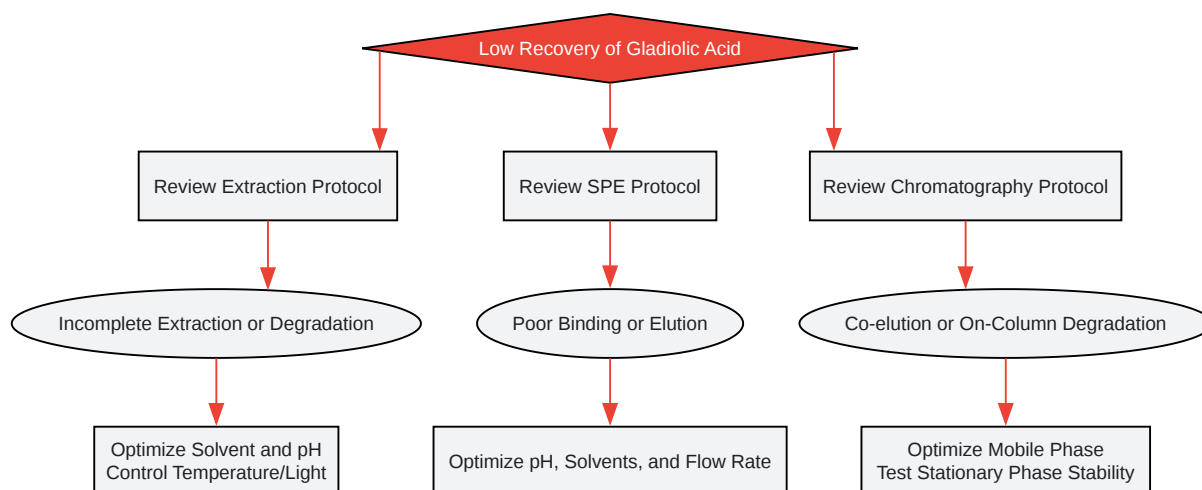 Low Recovery of Gladiolic Acid
Review Extraction Protocol
Review SPE Protocol
Review Chromatography Protocol
Incomplete Extraction or Degradation
Poor Binding or Elution
Co-elution or On-Column Degradation
Optimize Solvent and pH
Control Temperature/Light
Optimize pH, Solvents, and Flow Rate
Optimize Mobile Phase
Test Stationary Phase Stability